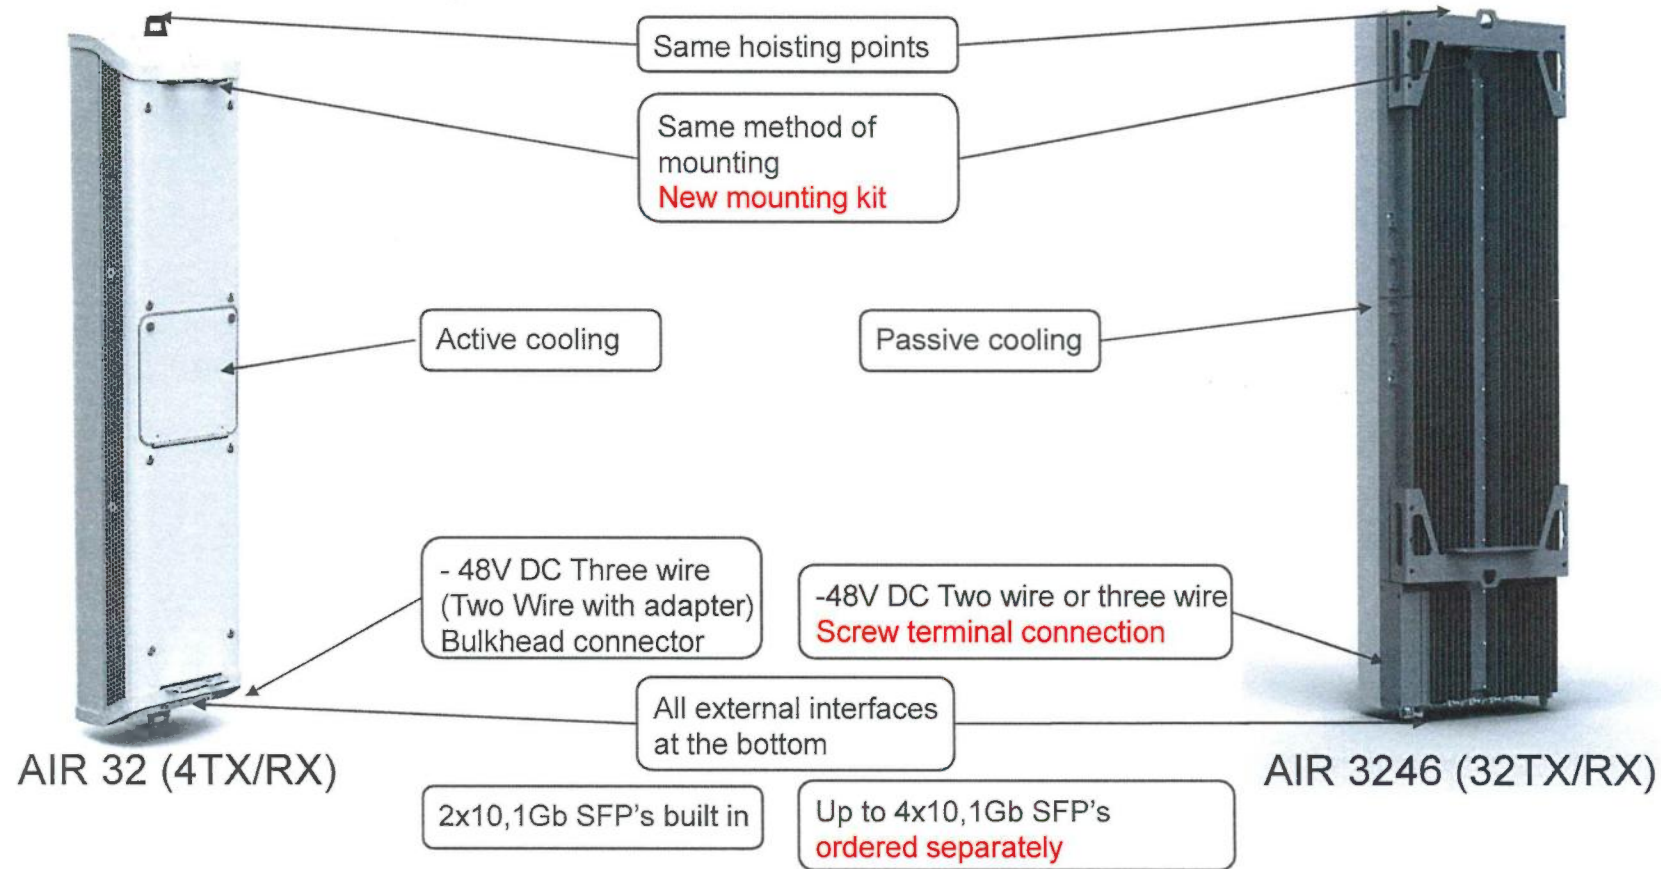 Same hoisting points
Same method of
mounting
New mounting kit
Active cooling
Passive cooling
- 48V DC Three wire
(Two Wire with adapter)
Bulkhead connector
-48V DC Two wire or three wire
Screw terminal connection
All external interfaces
at the bottom
AIR 32 (4TX/RX)
AIR 3246 (32TX/RX)
2x10,1Gb SFP's built in
Up to 4x10,1Gb SFP's
ordered separately